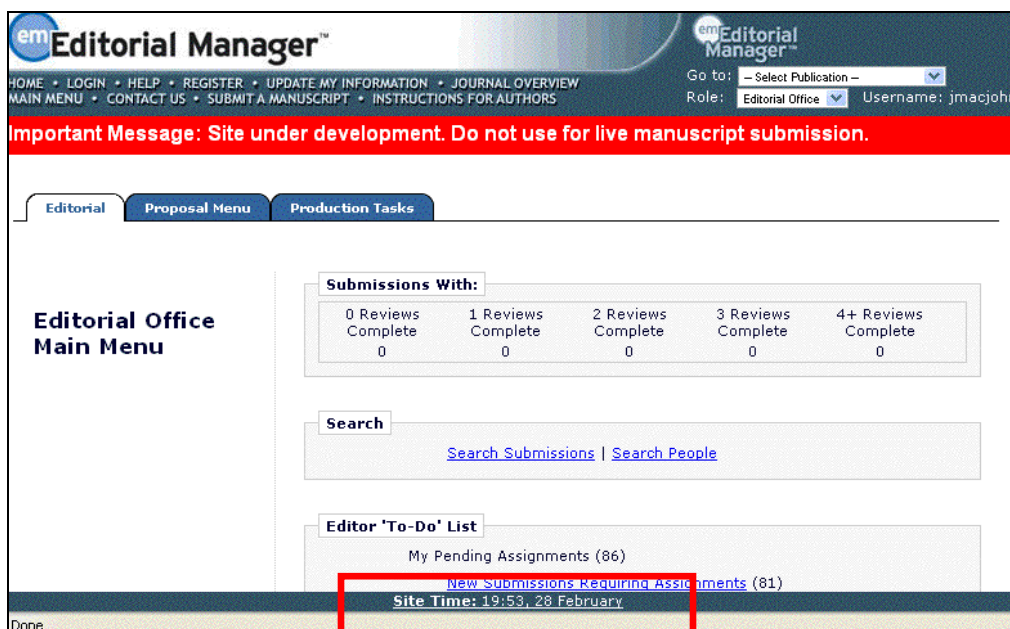 emEditorial Manager™
emEditorial Manager™
HOME • LOGIN • HELP • REGISTER • UPDATE MY INFORMATION • JOURNAL OVERVIEW
MAIN MENU • CONTACT US • SUBMIT A MANUSCRIPT • INSTRUCTIONS FOR AUTHORS
Go to: – Select Publication –
Role: Editorial Office Username: jmacjoh
Important Message: Site under development. Do not use for live manuscript submission.
Editorial Proposal Menu Production Tasks
Editorial Office
Main Menu
Submissions With:
0 Reviews Complete 0
1 Reviews Complete 0
2 Reviews Complete 0
3 Reviews Complete 0
4+ Reviews Complete 0
Search
Search Submissions | Search People
Editor 'To-Do' List
My Pending Assignments (86)
New Submissions Requiring Assignments (81)
Site Time: 19:53, 28 February
Done